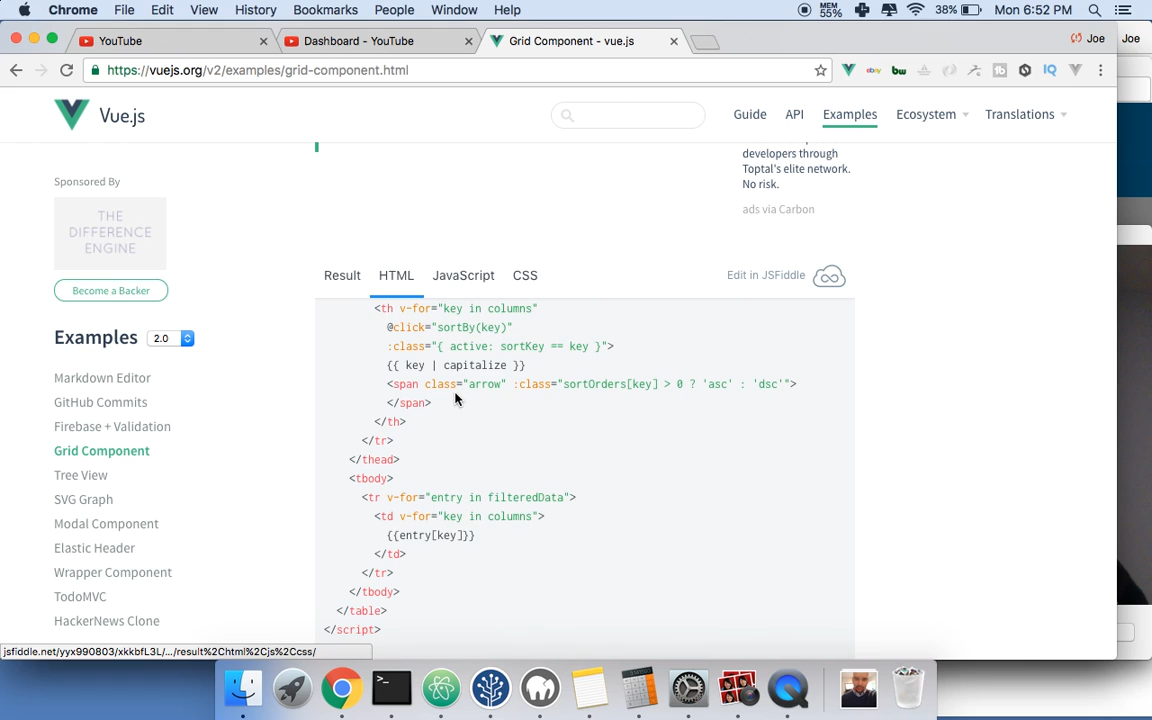 Chrome File Edit View History Bookmarks People Window Help MEM 55% 38% Mon 6:52 PM
YouTube Dashboard - YouTube Grid Component - vue.js Joe Joe
https://vuejs.org/v2/examples/grid-component.html
Vue.js Guide API Examples Ecosystem Translations
developers through
Toptal's elite network.
No risk.
ads via Carbon
Sponsored By
THE
DIFFERENCE
ENGINE
Become a Backer
Examples 2.0
Markdown Editor
GitHub Commits
Firebase + Validation
Grid Component
Tree View
SVG Graph
Modal Component
Elastic Header
Wrapper Component
TodoMVC
HackerNews Clone
Result HTML JavaScript CSS Edit in JSFiddle
<th v-for="key in columns"
@click="sortBy(key)"
:class="{ active: sortKey == key }">
{{ key | capitalize }}
<span class="arrow" :class="sortOrders[key] > 0 ? 'asc' : 'dsc'">
</span>
</th>
</tr>
</thead>
<tbody>
<tr v-for="entry in filteredData">
<td v-for="key in columns">
{{entry[key]}}
</td>
</tr>
</tbody>
</table>
</script>
jsfiddle.net/yyx990803/xkkbfL3L/.../result%2Chtml%2Cjs%2Ccss/